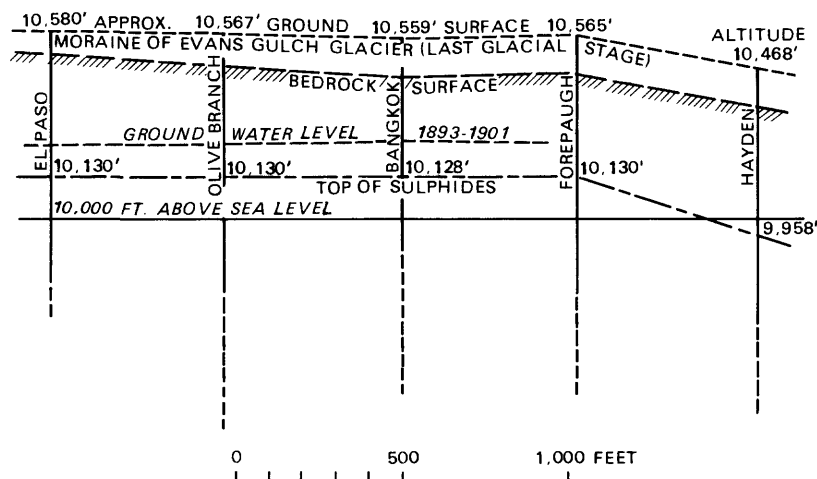 10,580' APPROX. 10,567' GROUND 10,559' SURFACE 10,565'
ALTITUDE
10,468'
MORAINE OF EVANS GULCH GLACIER (LAST GLACIAL STAGE)
BEDROCK SURFACE
EL PASO
OLIVE BRANCH
BANGKOK
FOREPAUGH
HAYDEN
GROUND WATER LEVEL 1893-1901
10,130' 10,130' 10,128' 10,130'
TOP OF SULPHIDES
10,000 FT. ABOVE SEA LEVEL
9,958'
0 500 1,000 FEET